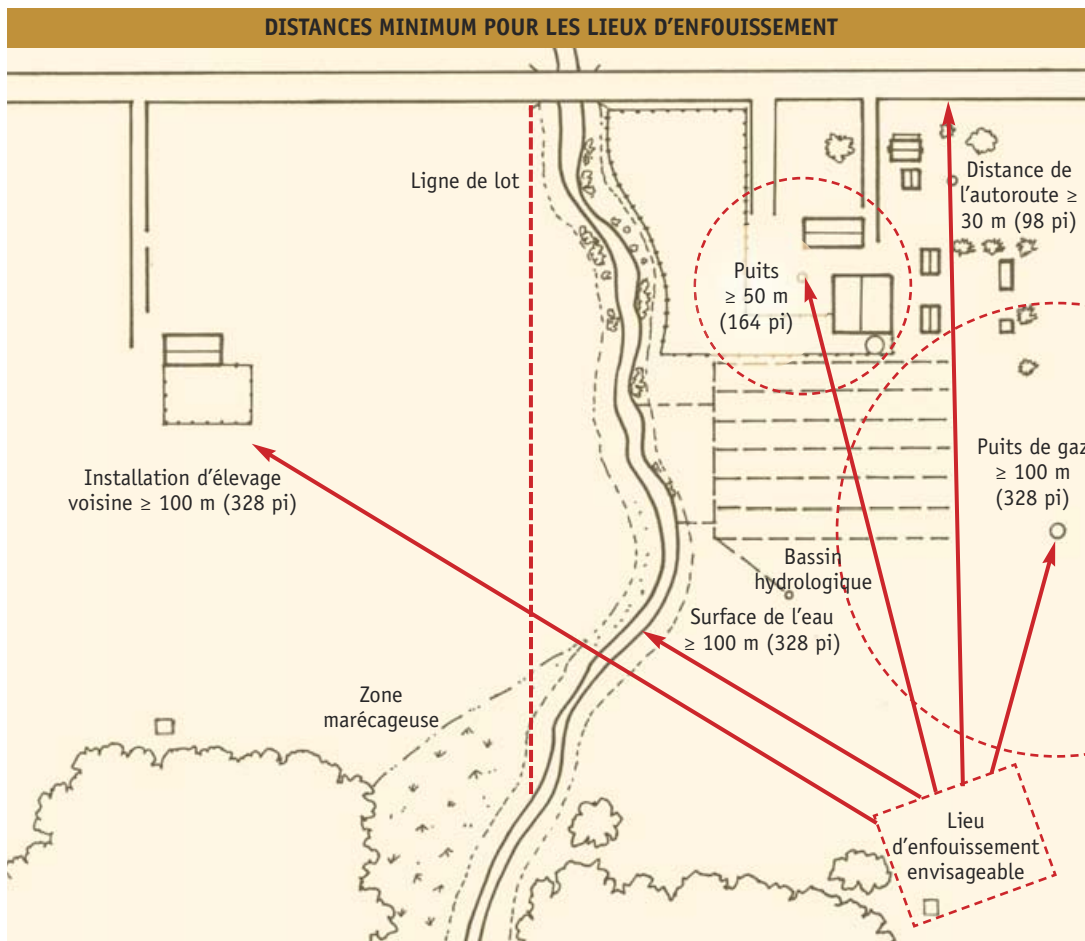 DISTANCES MINIMUM POUR LES LIEUX D'ENFOUISSEMENT
Ligne de lot
Distance de
l'autoroute ≥
30 m (98 pi)
Puits
≥ 50 m
(164 pi)
Installation d'élevage
voisine ≥ 100 m (328 pi)
Puits de gaz
≥ 100 m
(328 pi)
Bassin
hydrologique
Surface de l'eau
≥ 100 m (328 pi)
Zone
marécageuse
Lieu
d'enfouissement
envisageable